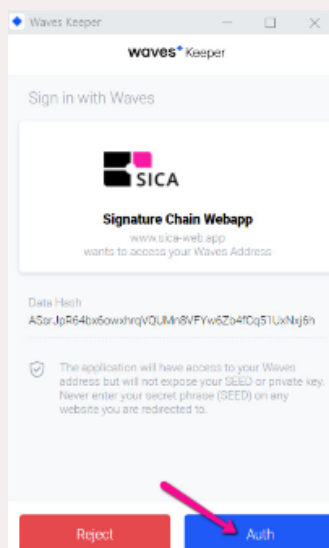 Waves Keeper
waves Keeper
Sign in with Waves
SICA
Signature Chain Webapp
www.sica-web.app
wants to access your Waves Address
Data Hash
The application will have access to your Waves
address but will not expose your SEED or private key.
Never enter your secret phrase (SEED) on any
website you are redirected to.
Reject
Auth